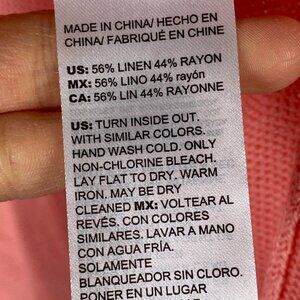 MADE IN CHINA/ HECHO EN
CHINA/ FABRIQUÉ EN CHINE
US: 56% LINEN 44% RAYON
MX: 56% LINO 44% rayón
CA: 56% LIN 44% RAYONNE
US: TURN INSIDE OUT.
WITH SIMILAR COLORS.
HAND WASH COLD. ONLY
NON-CHLORINE BLEACH.
LAY FLAT TO DRY. WARM
IRON. MAY BE DRY
CLEANED MX: VOLTEAR AL
REVÉS. CON COLORES
SIMILARES. LAVAR A MANO
CON AGUA FRÍA.
SOLAMENTE
BLANQUEADOR SIN CLORO.
PONER EN UN LUGAR